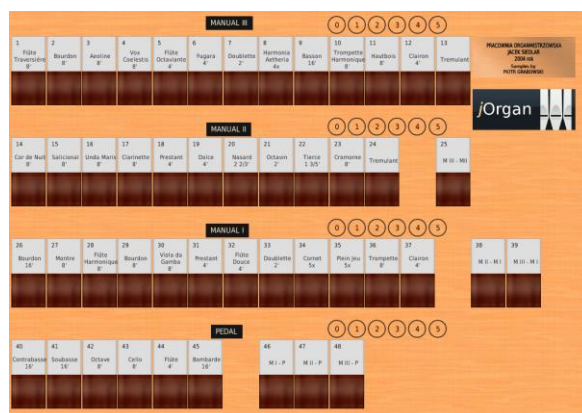 MANUAL III
0 1 2 3 4 5
1 Flûte Traversière 8'
2 Bourdon 8'
3 Aeoline 8'
4 Vox Coelestis 8'
5 Flûte Octaviante 4'
6 Fugara 4'
7 Doublette 2'
8 Harmonia Aetheria 4x
9 Basson 16'
10 Trompette Harmonique 8'
11 Hautbois 8'
12 Clairon 4'
13 Tremulant
PRACOWNIA ORGANMISTRZOWSKA
JACEK SIEDLAR
2004 rok
Samples by
PIOTR GRABOWSKI
jOrgan
MANUAL II
0 1 2 3 4 5
14 Cor de Nuit 8'
15 Salicional 8'
16 Unda Maris 8'
17 Clarinette 8'
18 Prestant 4'
19 Dolce 4'
20 Nasard 2 2/3'
21 Octavin 2'
22 Tierce 1 3/5'
23 Cromorne 8'
24 Tremulant
25 M III - MII
MANUAL I
0 1 2 3 4 5
26 Bourdon 16'
27 Montre 8'
28 Flûte Harmonique 8'
29 Bourdon 8'
30 Viola da Gamba 8'
31 Prestant 4'
32 Flûte Douce 4'
33 Doublette 2'
34 Cornet 5x
35 Plein jeu 5x
36 Trompette 8'
37 Clairon 4'
38 M II - M I
39 M III - M I
PEDAL
0 1 2 3 4 5
40 Contrabasse 16'
41 Soubasse 16'
42 Octave 8'
43 Cello 8'
44 Flûte 4'
45 Bombarde 16'
46 M I - P
47 M II - P
48 M III - P